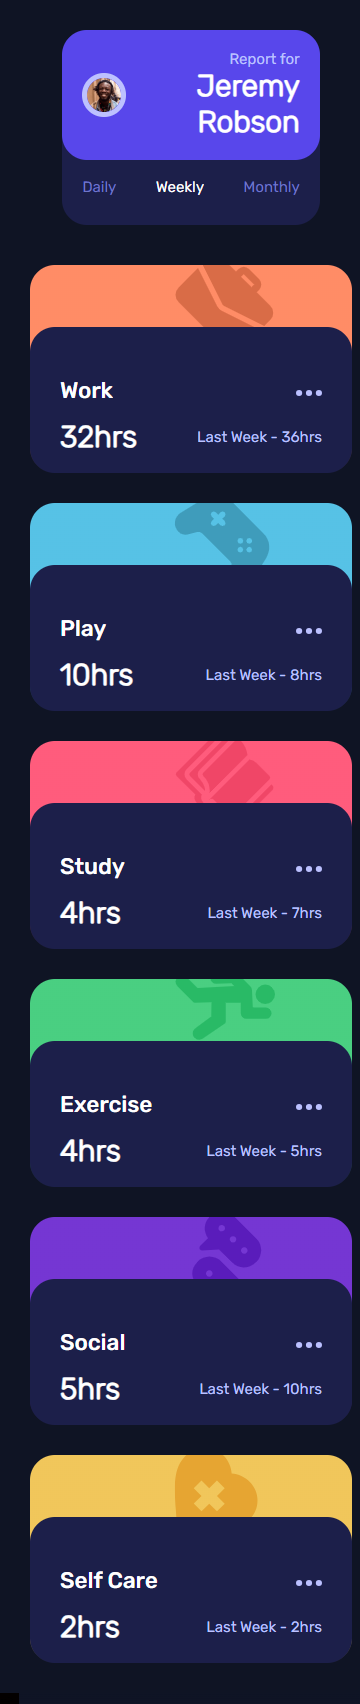 Report for
Jeremy
Robson
Daily Weekly Monthly
Work
32hrs Last Week - 36hrs
Play
10hrs Last Week - 8hrs
Study
4hrs Last Week - 7hrs
Exercise
4hrs Last Week - 5hrs
Social
5hrs Last Week - 10hrs
Self Care
2hrs Last Week - 2hrs